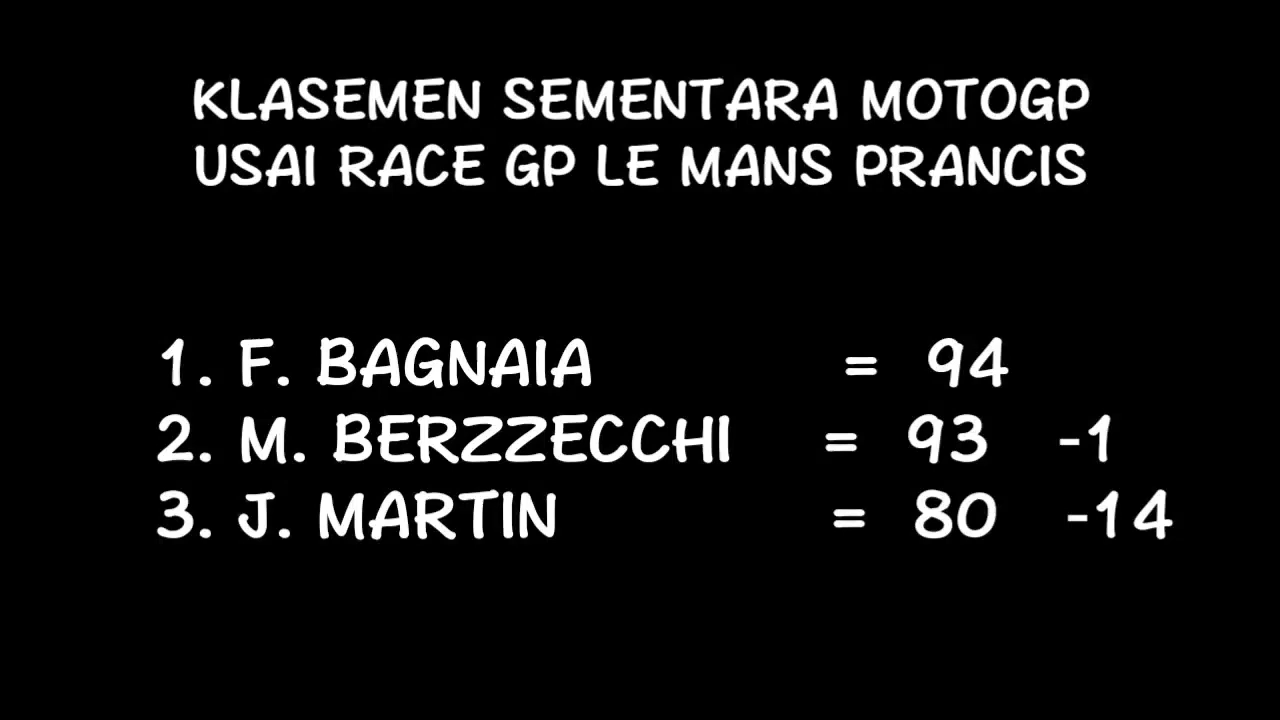 KLASEMEN SEMENTARA MOTOGP
USAI RACE GP LE MANS PRANCIS
1. F. BAGNAIA = 94
2. M. BERZZECCHI = 93 -1
3. J. MARTIN = 80 -14